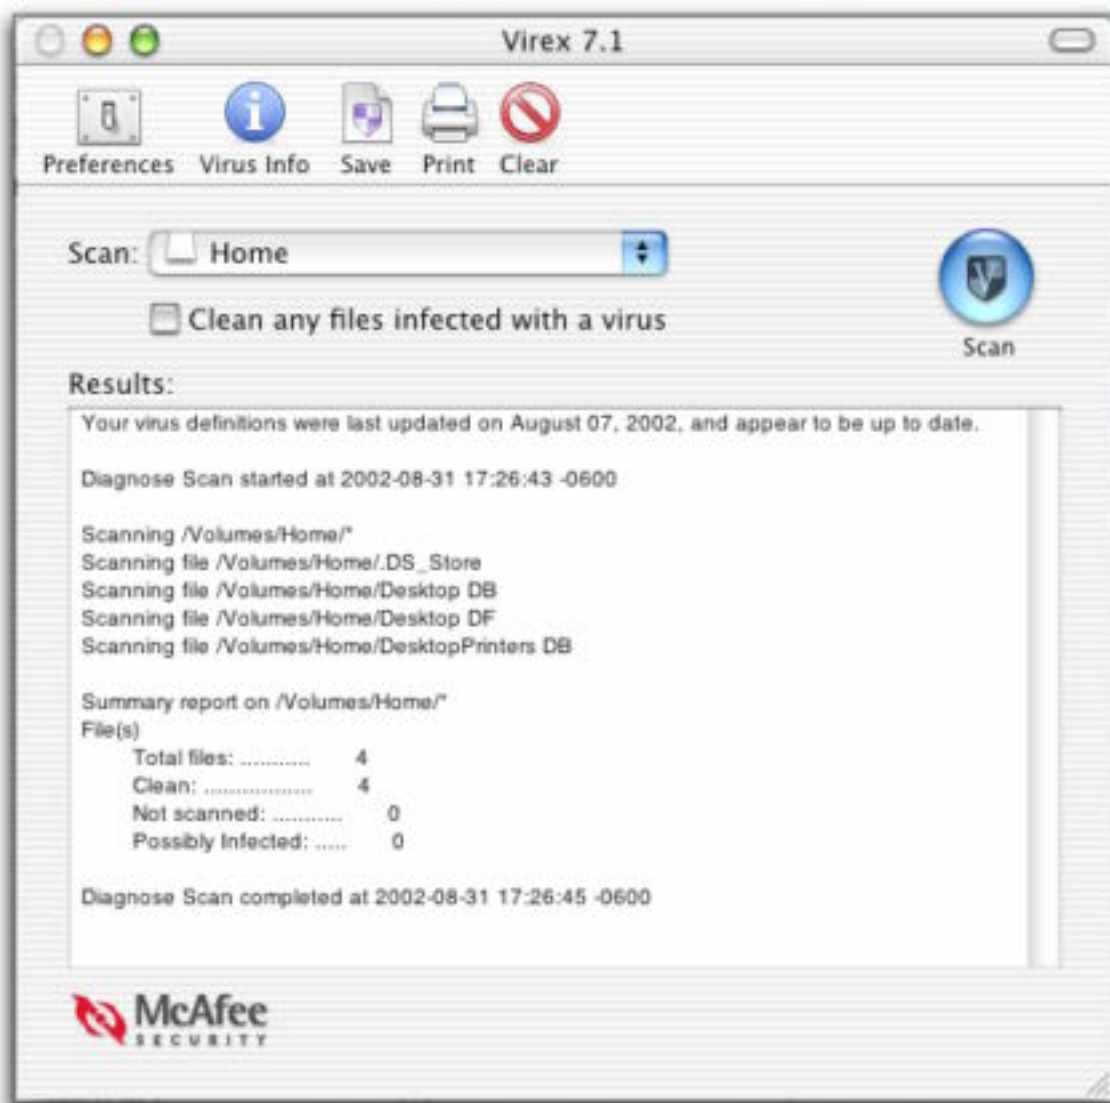 Virex 7.1
Preferences Virus Info Save Print Clear
Scan: Home
Clean any files infected with a virus
Scan
Results:
Your virus definitions were last updated on August 07, 2002, and appear to be up to date.
Diagnose Scan started at 2002-08-31 17:26:43 -0600
Scanning /Volumes/Home/*
Scanning file /Volumes/Home/.DS_Store
Scanning file /Volumes/Home/Desktop DB
Scanning file /Volumes/Home/Desktop DF
Scanning file /Volumes/Home/DesktopPrinters DB
Summary report on /Volumes/Home/*
File(s)
Total files: ............ 4
Clean: .................. 4
Not scanned: ............ 0
Possibly Infected: ..... 0
Diagnose Scan completed at 2002-08-31 17:26:45 -0600
McAfee
SECURITY